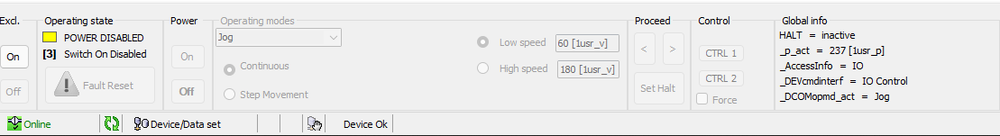 Excl.
On
Off
Operating state
POWER DISABLED
[3] Switch On Disabled
Fault Reset
Power
On
Off
Operating modes
Jog
Continuous
Step Movement
Low speed 60 [1usr_v]
High speed 180 [1usr_v]
Proceed
< >
Set Halt
Control
CTRL 1
CTRL 2
Force
Global info
HALT = inactive
_p_act = 237 [1usr_p]
_AccessInfo = IO
_DEVcmdinterf = IO Control
_DCOMopmd_act = Jog
Online Device/Data set Device Ok